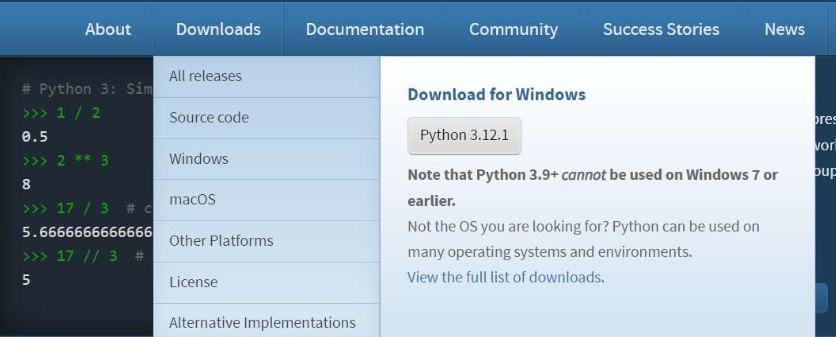 About Downloads Documentation Community Success Stories News
# Python 3: Sim
>>> 1 / 2
0.5
>>> 2 ** 3
8
>>> 17 / 3 # c
5.6666666666666
>>> 17 // 3 #
5
All releases
Source code
Windows
macOS
Other Platforms
License
Alternative Implementations
Download for Windows
Python 3.12.1
Note that Python 3.9+ cannot be used on Windows 7 or
earlier.
Not the OS you are looking for? Python can be used on
many operating systems and environments.
View the full list of downloads.